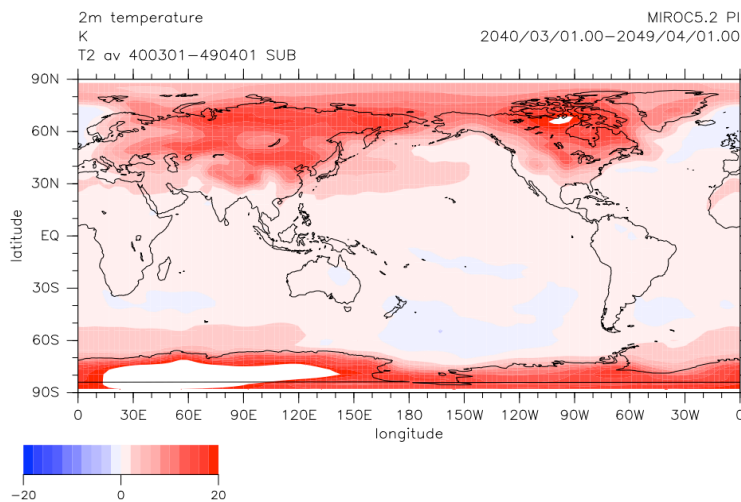 2m temperature
MIROC5.2 PI
K
2040/03/01.00-2049/04/01.00
T2 av 400301-490401 SUB
90N
60N
30N
EQ
30S
60S
90S
latitude
0 30E 60E 90E 120E 150E 180 150W 120W 90W 60W 30W 0
longitude
-20 0 20